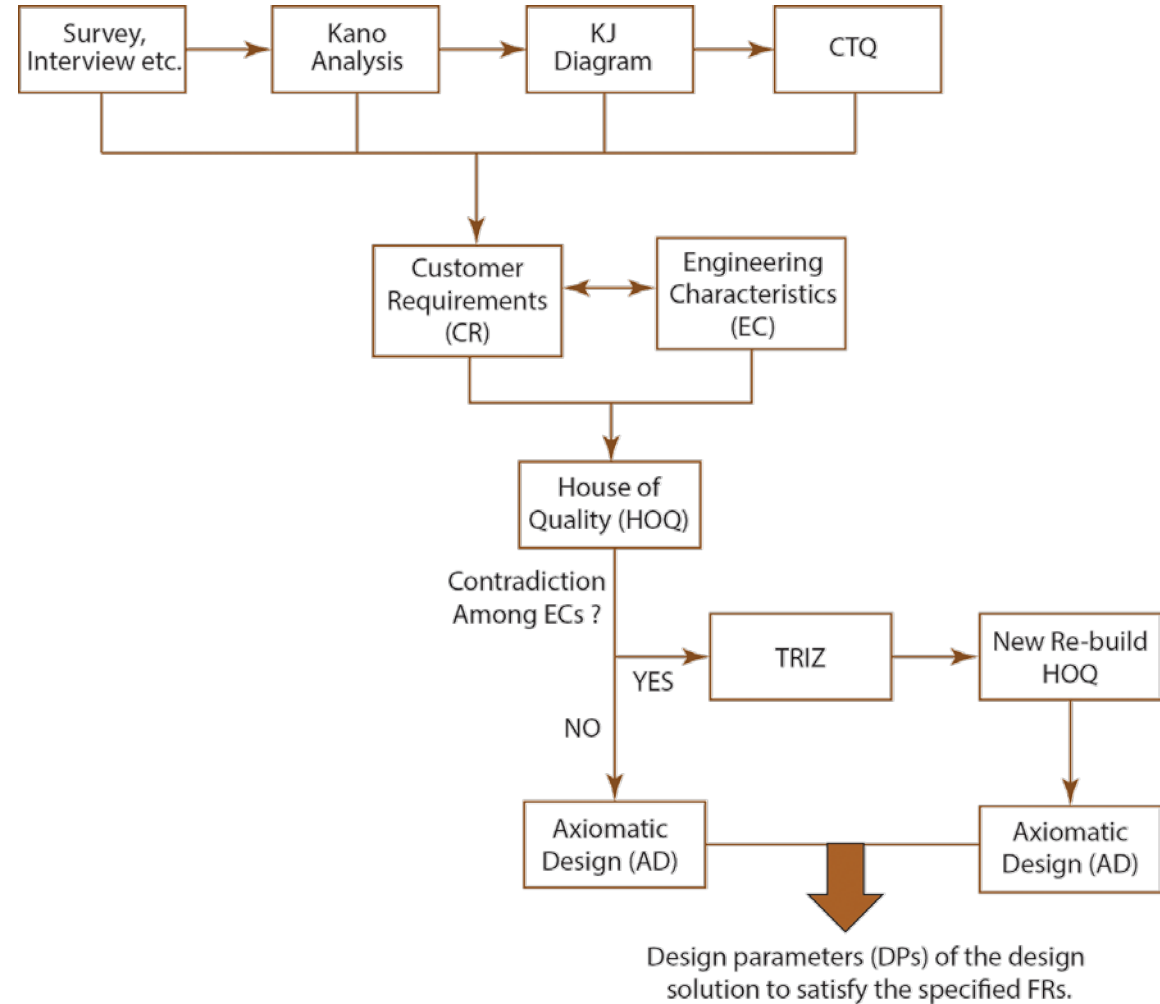 Survey,
Interview etc.
Kano
Analysis
KJ
Diagram
CTQ
Customer
Requirements
(CR)
Engineering
Characteristics
(EC)
House of
Quality (HOQ)
Contradiction
Among ECs ?
YES
TRIZ
New Re-build
HOQ
NO
Axiomatic
Design (AD)
Axiomatic
Design (AD)
Design parameters (DPs) of the design
solution to satisfy the specified FRs.